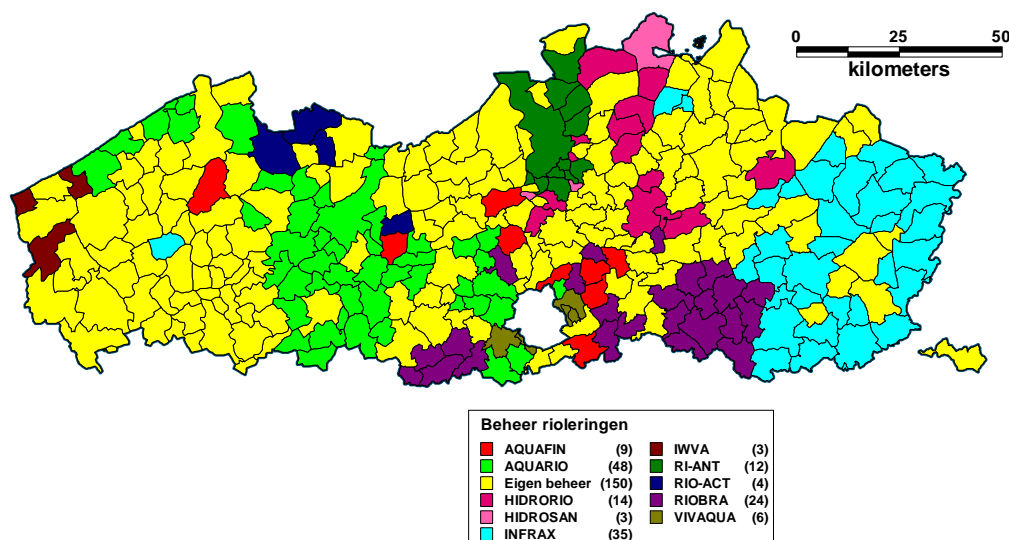 0 25 50
kilometers
Beheer rioleringen
AQUAFIN (9) IWVA (3)
AQUARIO (48) RI-ANT (12)
Eigen beheer (150) RIO-ACT (4)
HIDRORIO (14) RIOBRA (24)
HIDROSAN (3) VIVAQUA (6)
INFRAX (35)